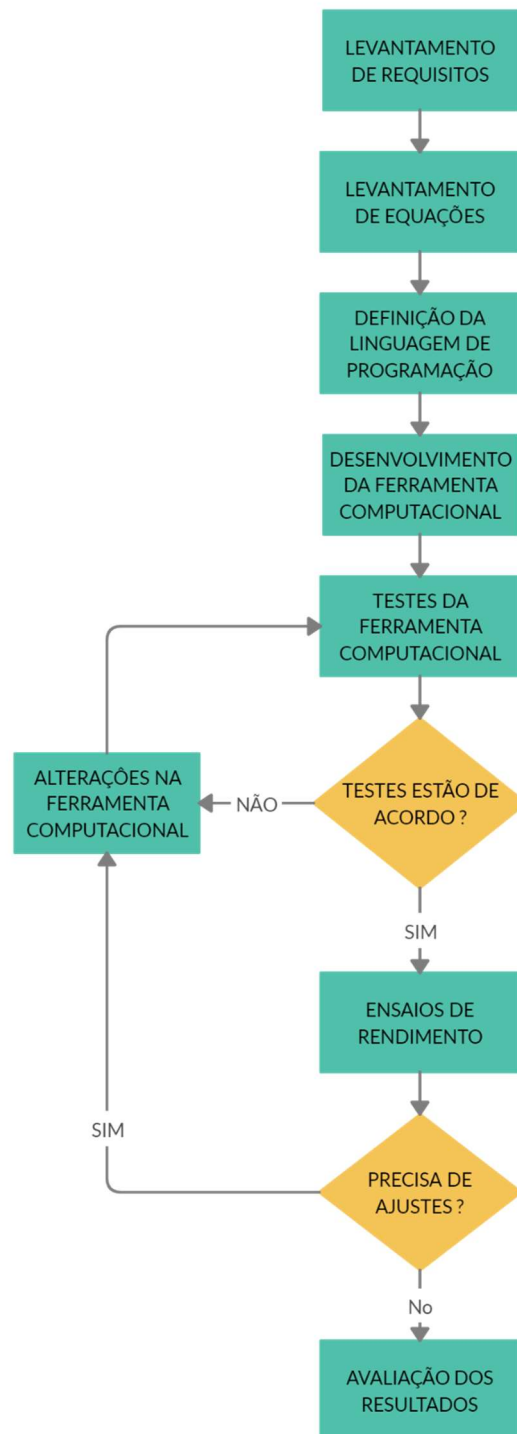 LEVANTAMENTO
DE REQUISITOS
LEVANTAMENTO
DE EQUAÇÕES
DEFINIÇÃO DA
LINGUAGEM DE
PROGRAMAÇÃO
DESENVOLVIMENTO
DA FERRAMENTA
COMPUTACIONAL
TESTES DA
FERRAMENTA
COMPUTACIONAL
TESTES ESTÃO DE
ACORDO ?
NÃO
ALTERAÇÔES NA
FERRAMENTA
COMPUTACIONAL
SIM
ENSAIOS DE
RENDIMENTO
PRECISA DE
AJUSTES ?
SIM
No
AVALIAÇÃO DOS
RESULTADOS